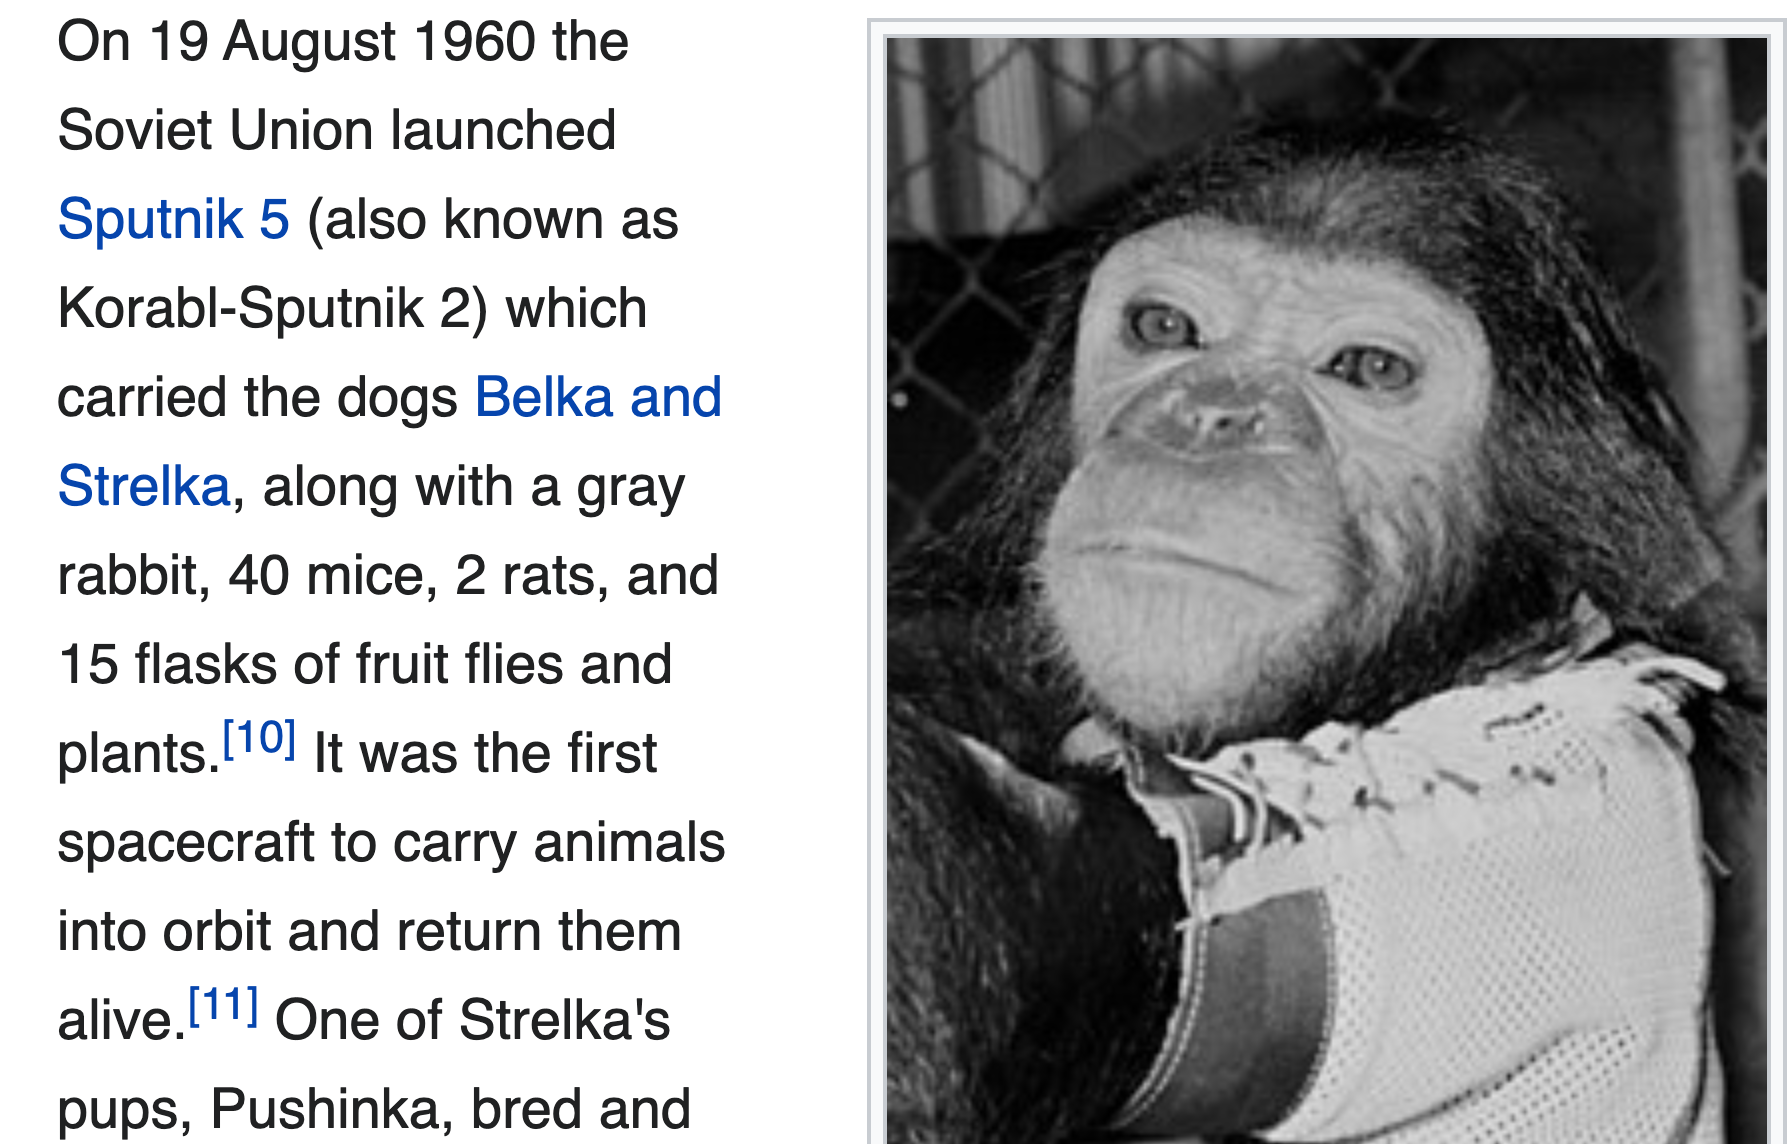 On 19 August 1960 the
Soviet Union launched
Sputnik 5 (also known as
Korabl-Sputnik 2) which
carried the dogs Belka and
Strelka, along with a gray
rabbit, 40 mice, 2 rats, and
15 flasks of fruit flies and
plants.[10] It was the first
spacecraft to carry animals
into orbit and return them
alive.[11] One of Strelka's
pups, Pushinka, bred and